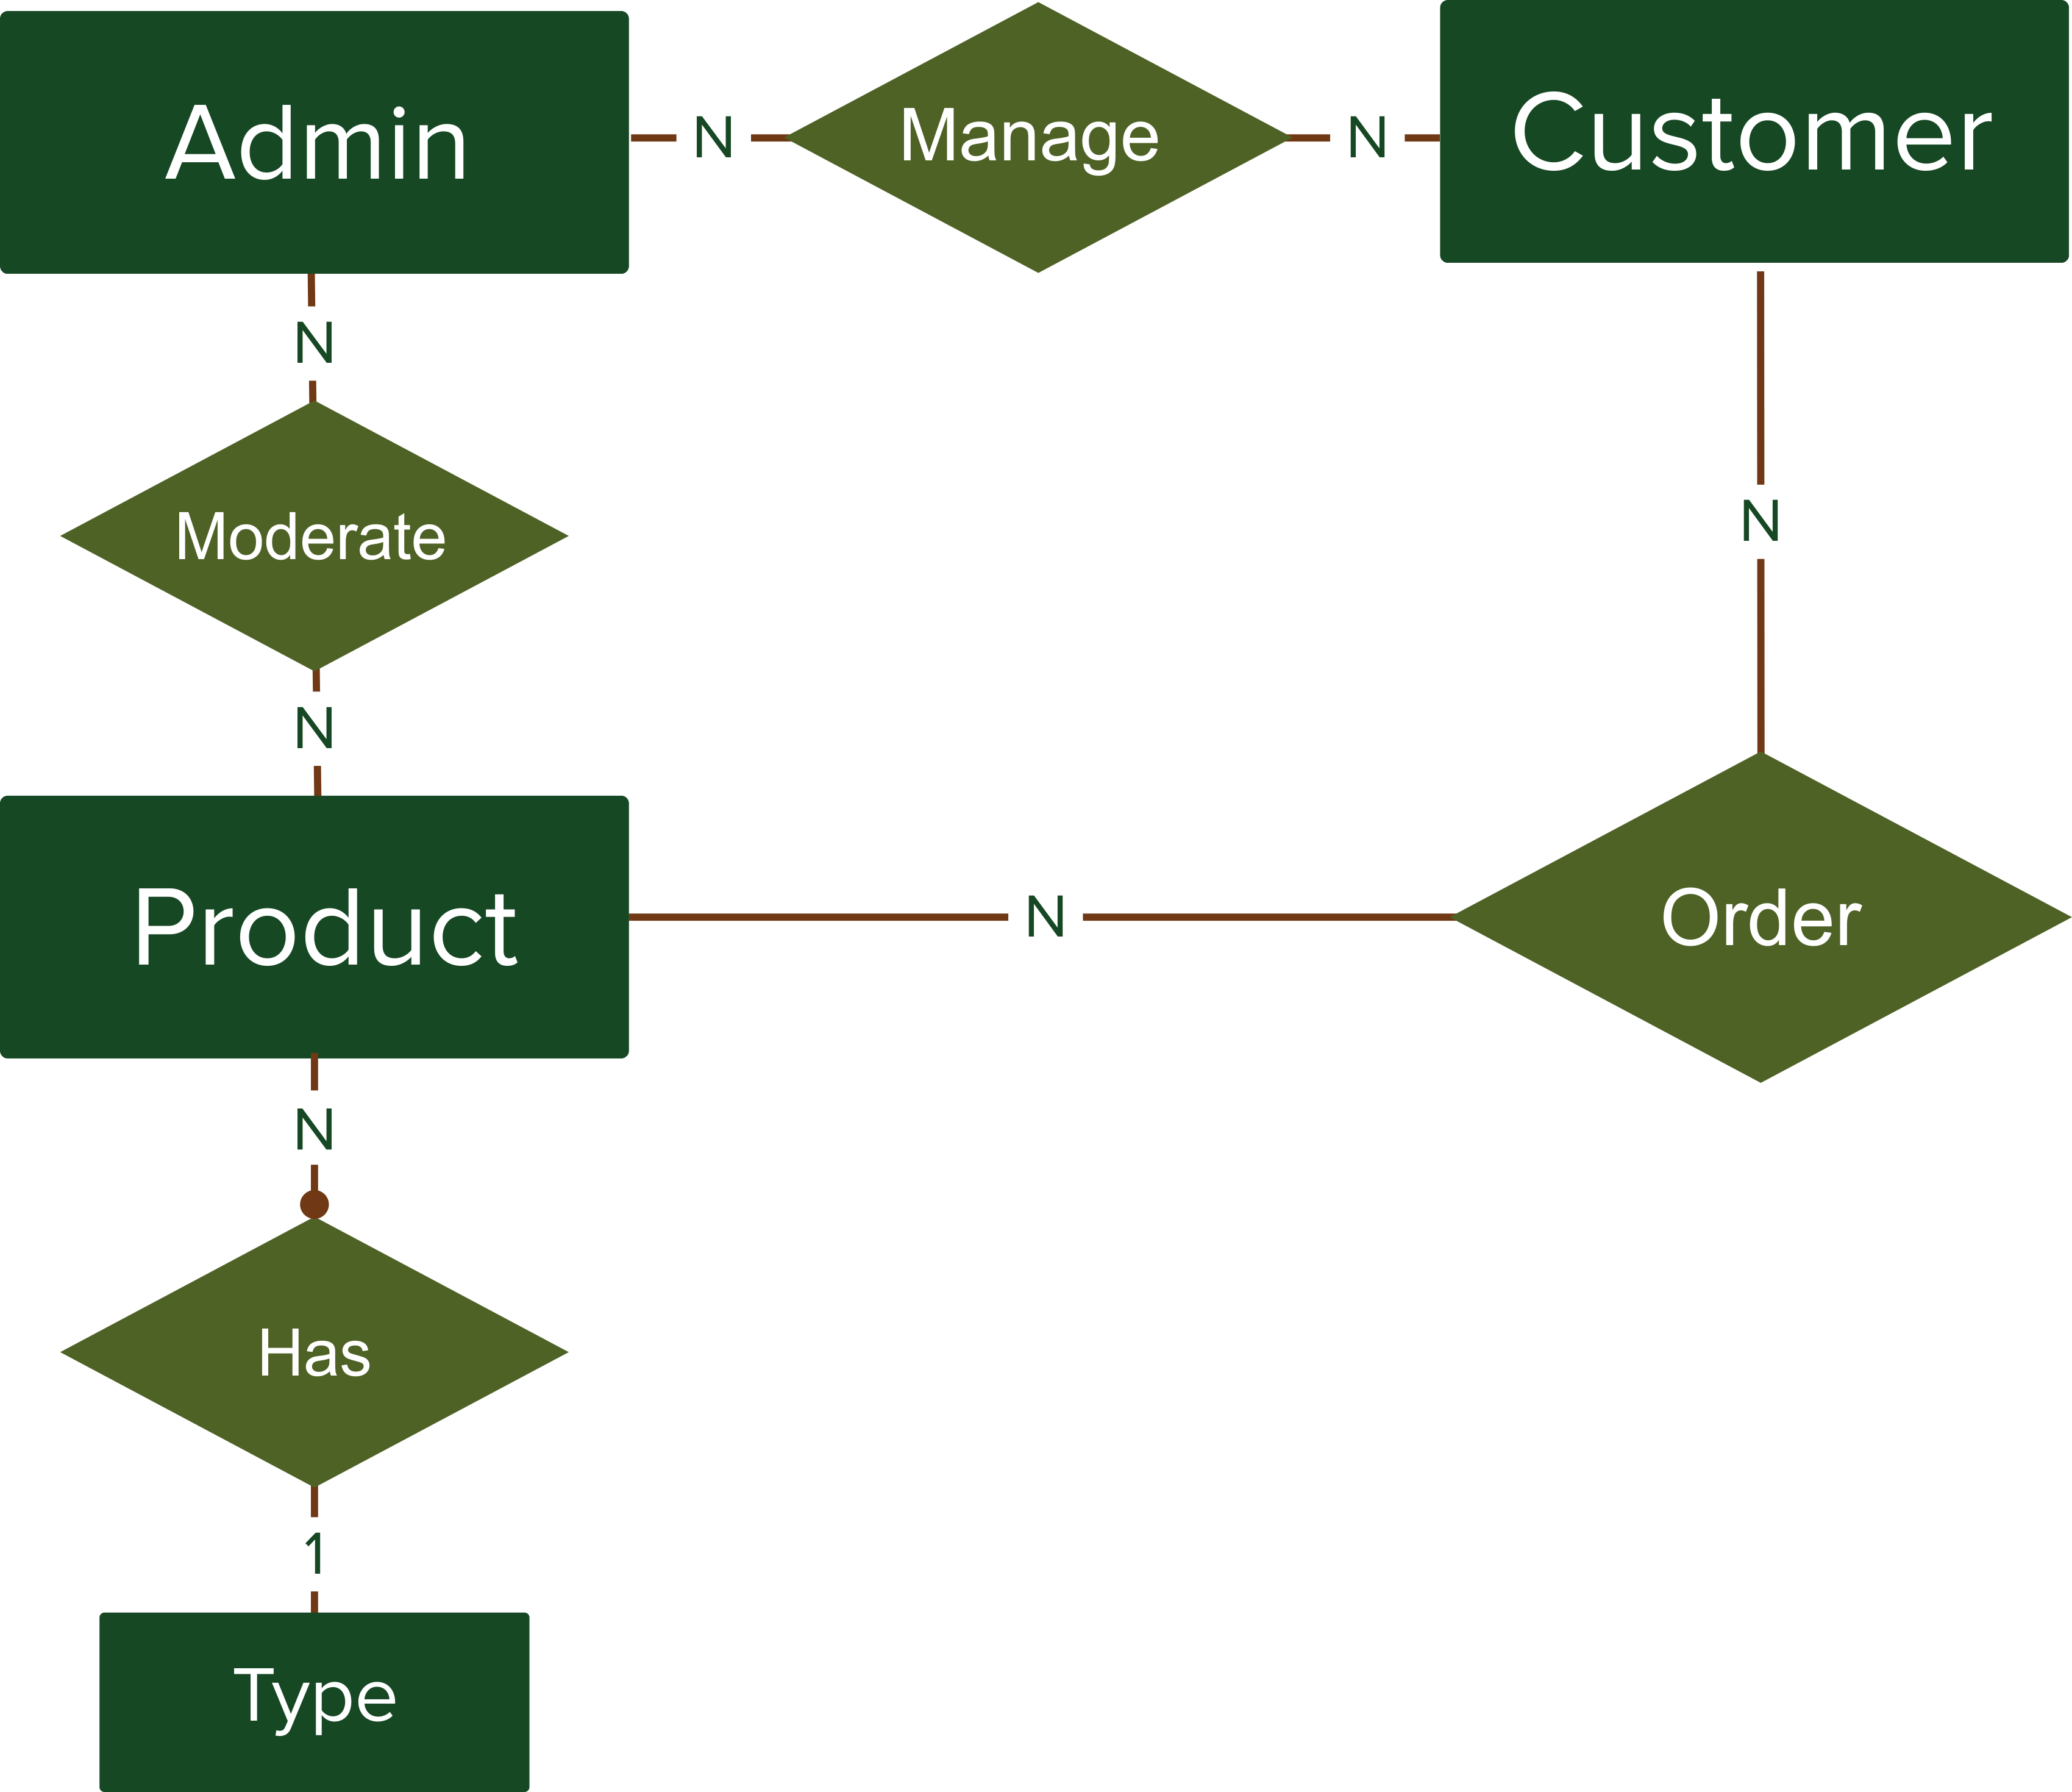 Admin
N
Manage
N
Customer
N
Moderate
N
N
Product
N
Order
N
Has
1
Type